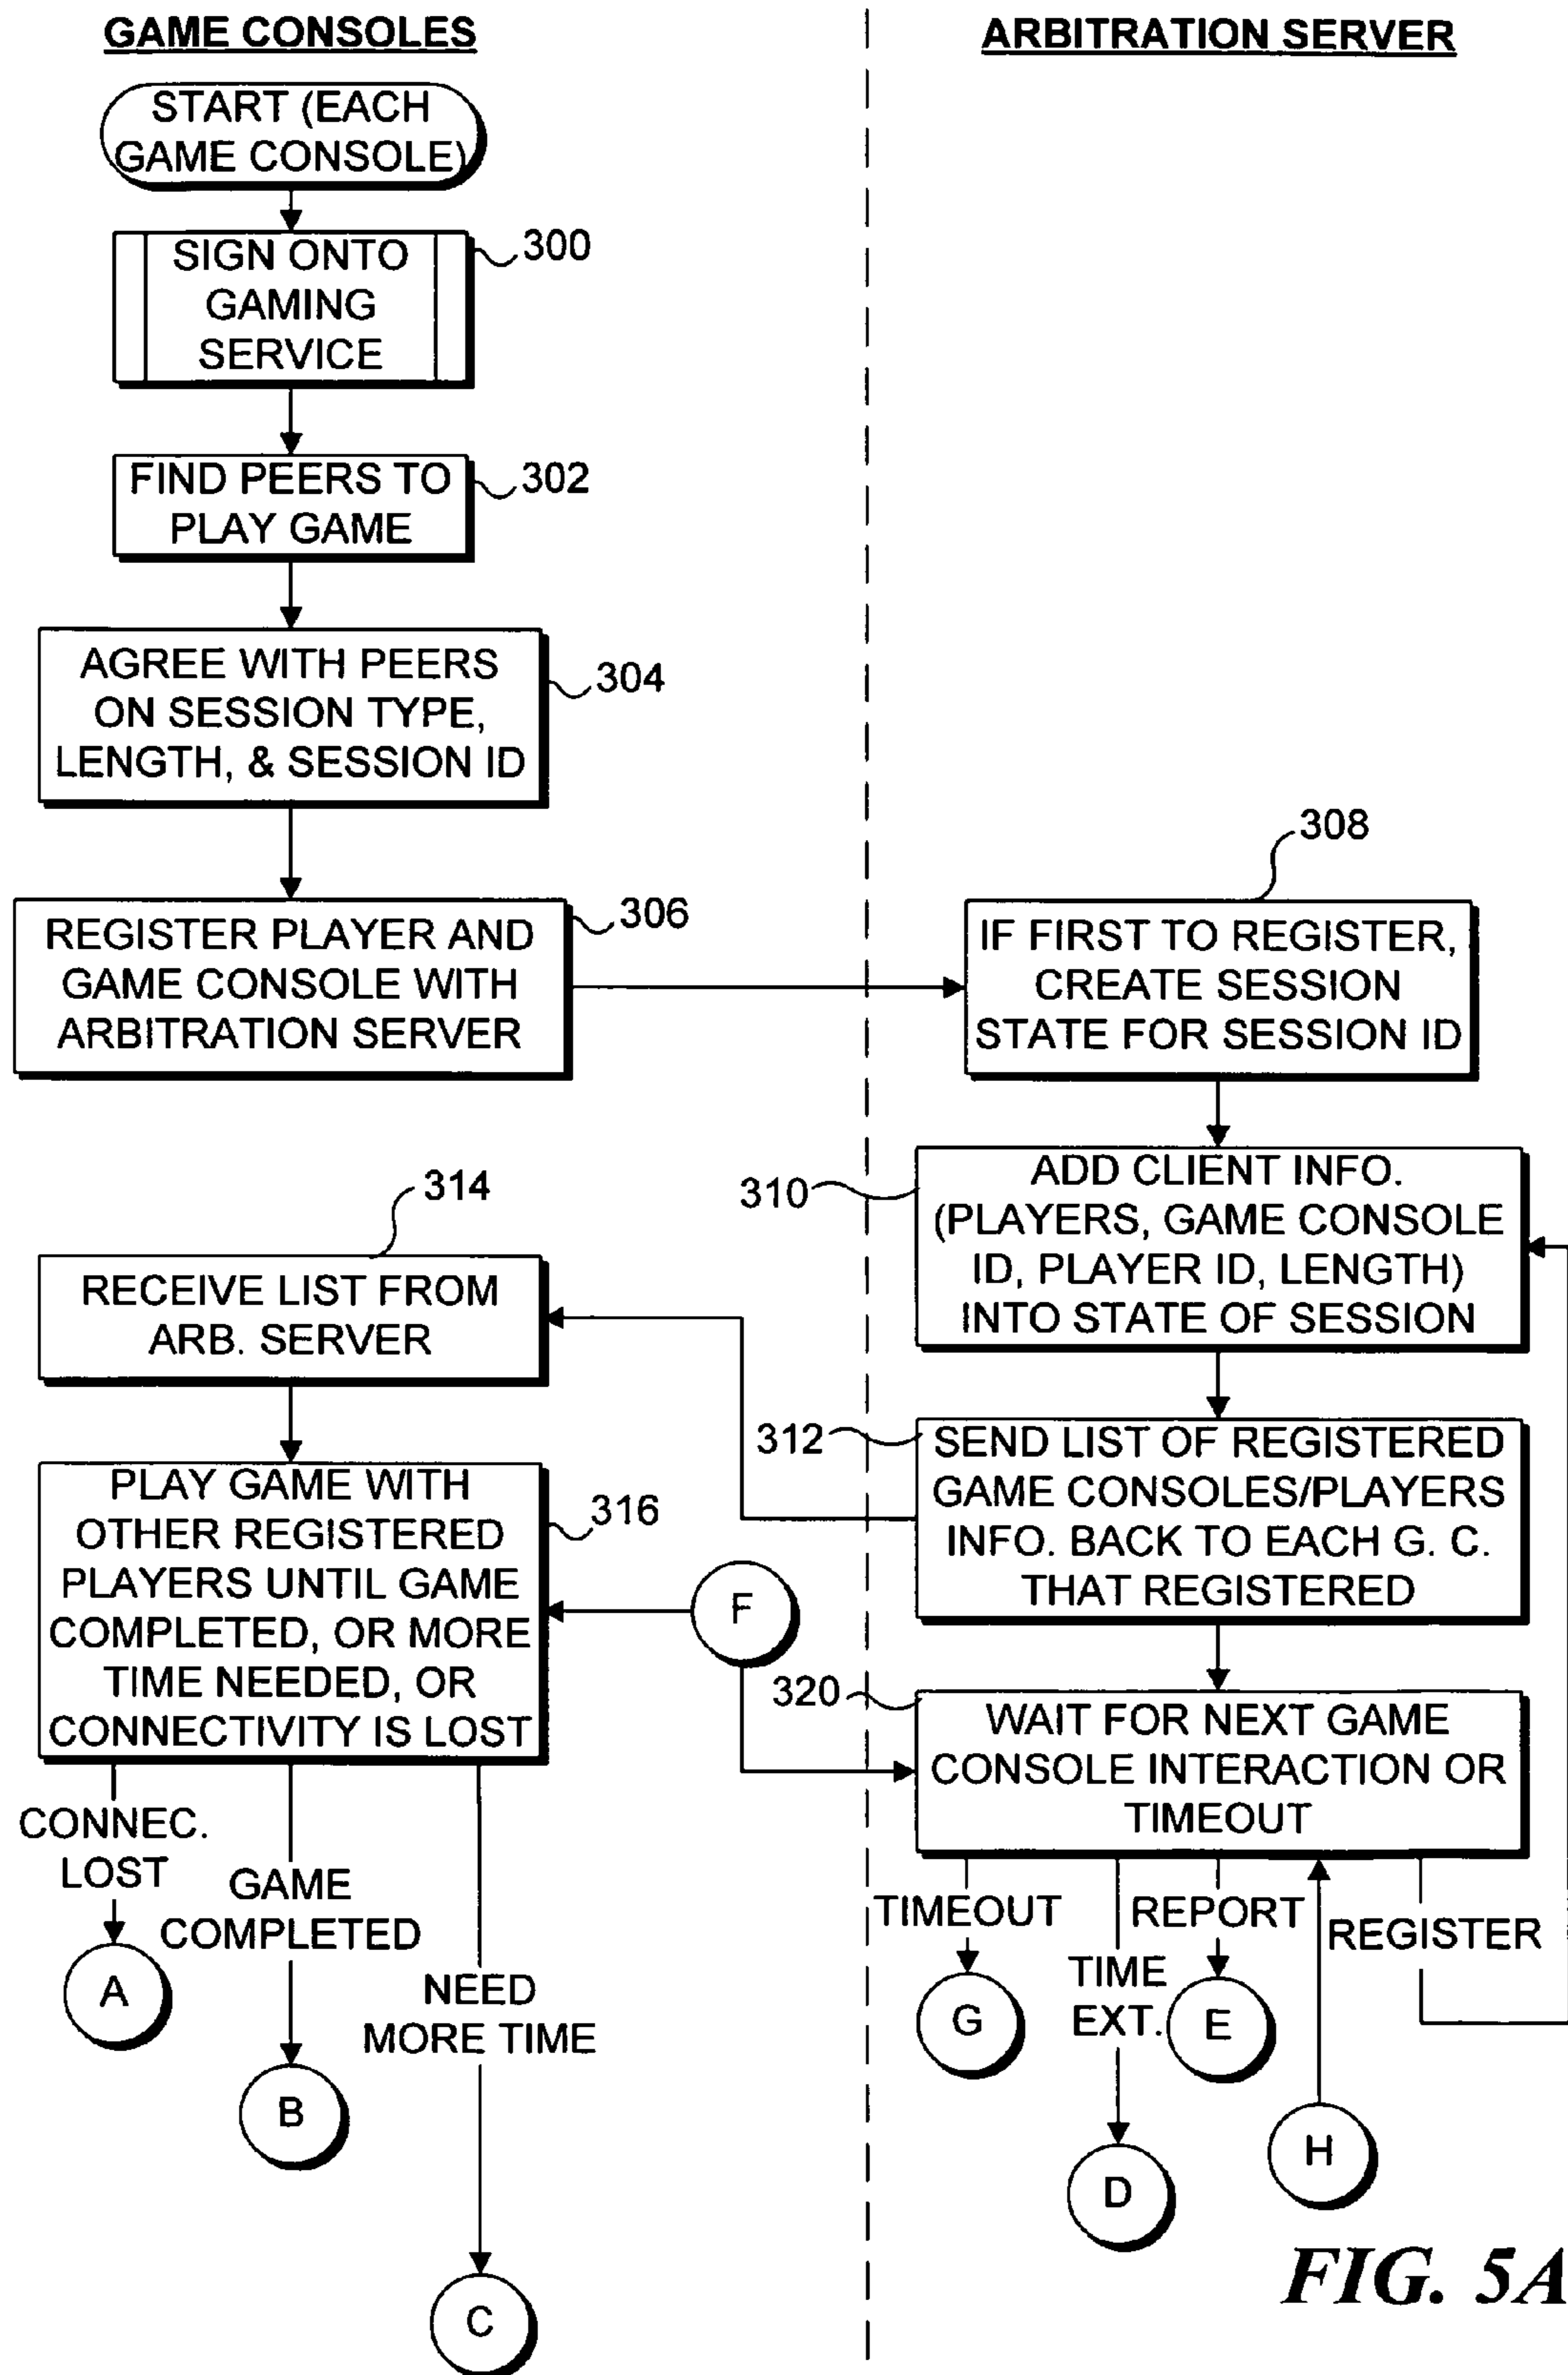 GAME CONSOLES
START (EACH
GAME CONSOLE)
SIGN ONTO
GAMING
SERVICE
300
FIND PEERS TO
PLAY GAME
302
AGREE WITH PEERS
ON SESSION TYPE,
LENGTH, & SESSION ID
304
REGISTER PLAYER AND
GAME CONSOLE WITH
ARBITRATION SERVER
306
ARBITRATION SERVER
308
IF FIRST TO REGISTER,
CREATE SESSION
STATE FOR SESSION ID
310
ADD CLIENT INFO.
(PLAYERS, GAME CONSOLE
ID, PLAYER ID, LENGTH)
INTO STATE OF SESSION
312
SEND LIST OF REGISTERED
GAME CONSOLES/PLAYERS
INFO. BACK TO EACH G. C.
THAT REGISTERED
314
RECEIVE LIST FROM
ARB. SERVER
PLAY GAME WITH
OTHER REGISTERED
PLAYERS UNTIL GAME
COMPLETED, OR MORE
TIME NEEDED, OR
CONNECTIVITY IS LOST
316
F
320
WAIT FOR NEXT GAME
CONSOLE INTERACTION OR
TIMEOUT
CONNEC.
LOST
A
GAME
COMPLETED
B
NEED
MORE TIME
C
TIMEOUT
G
TIME
EXT.
D
REPORT
E
H
REGISTER
FIG. 5A